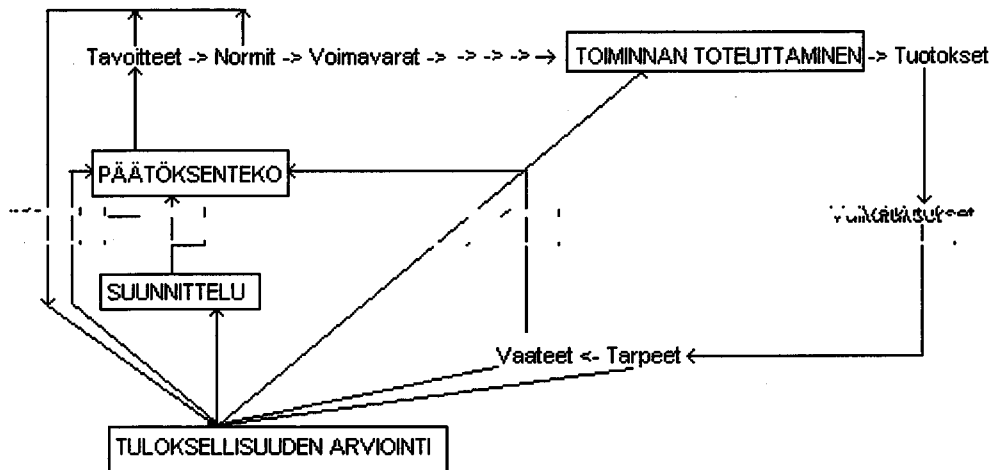 Tavoitteet -> Normit -> Voimavarat -> -> -> -> → TOIMINNAN TOTEUTTAMINEN -> Tuotokset
PÄÄTÖKSENTEKO
SUUNNITTELU
Vaateet <- Tarpeet
TULOKSELLISUUDEN ARVIOINTI